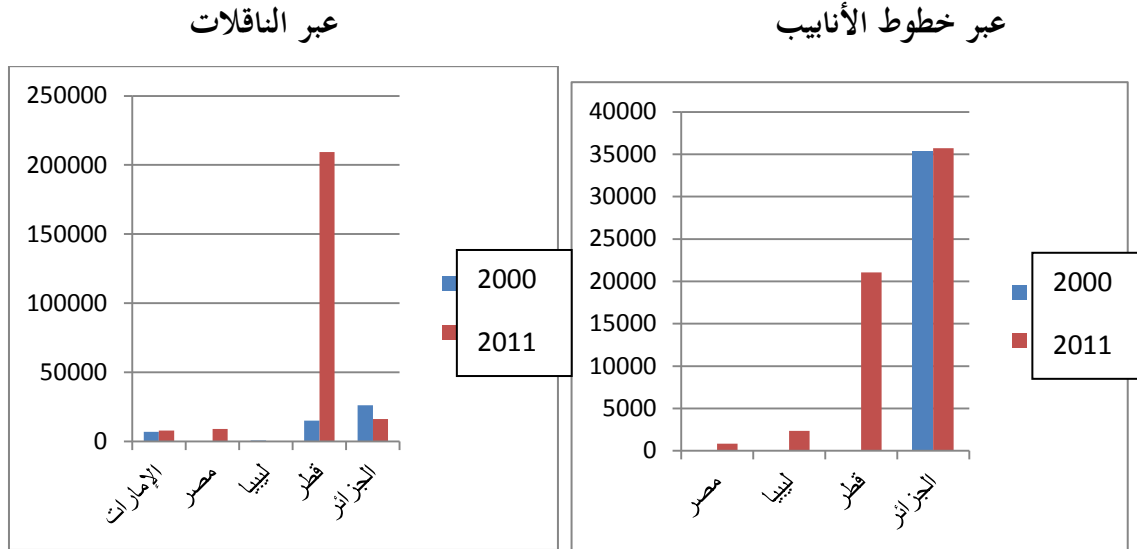 عبر خطوط الأنابيب
40000
35000
30000
25000
20000
15000
10000
5000
0
مصر
ليبيا
قطر
الجزائر
2000
2011
عبر الناقلات
250000
200000
150000
100000
50000
0
الإمارات
مصر
ليبيا
قطر
الجزائر
2000
2011